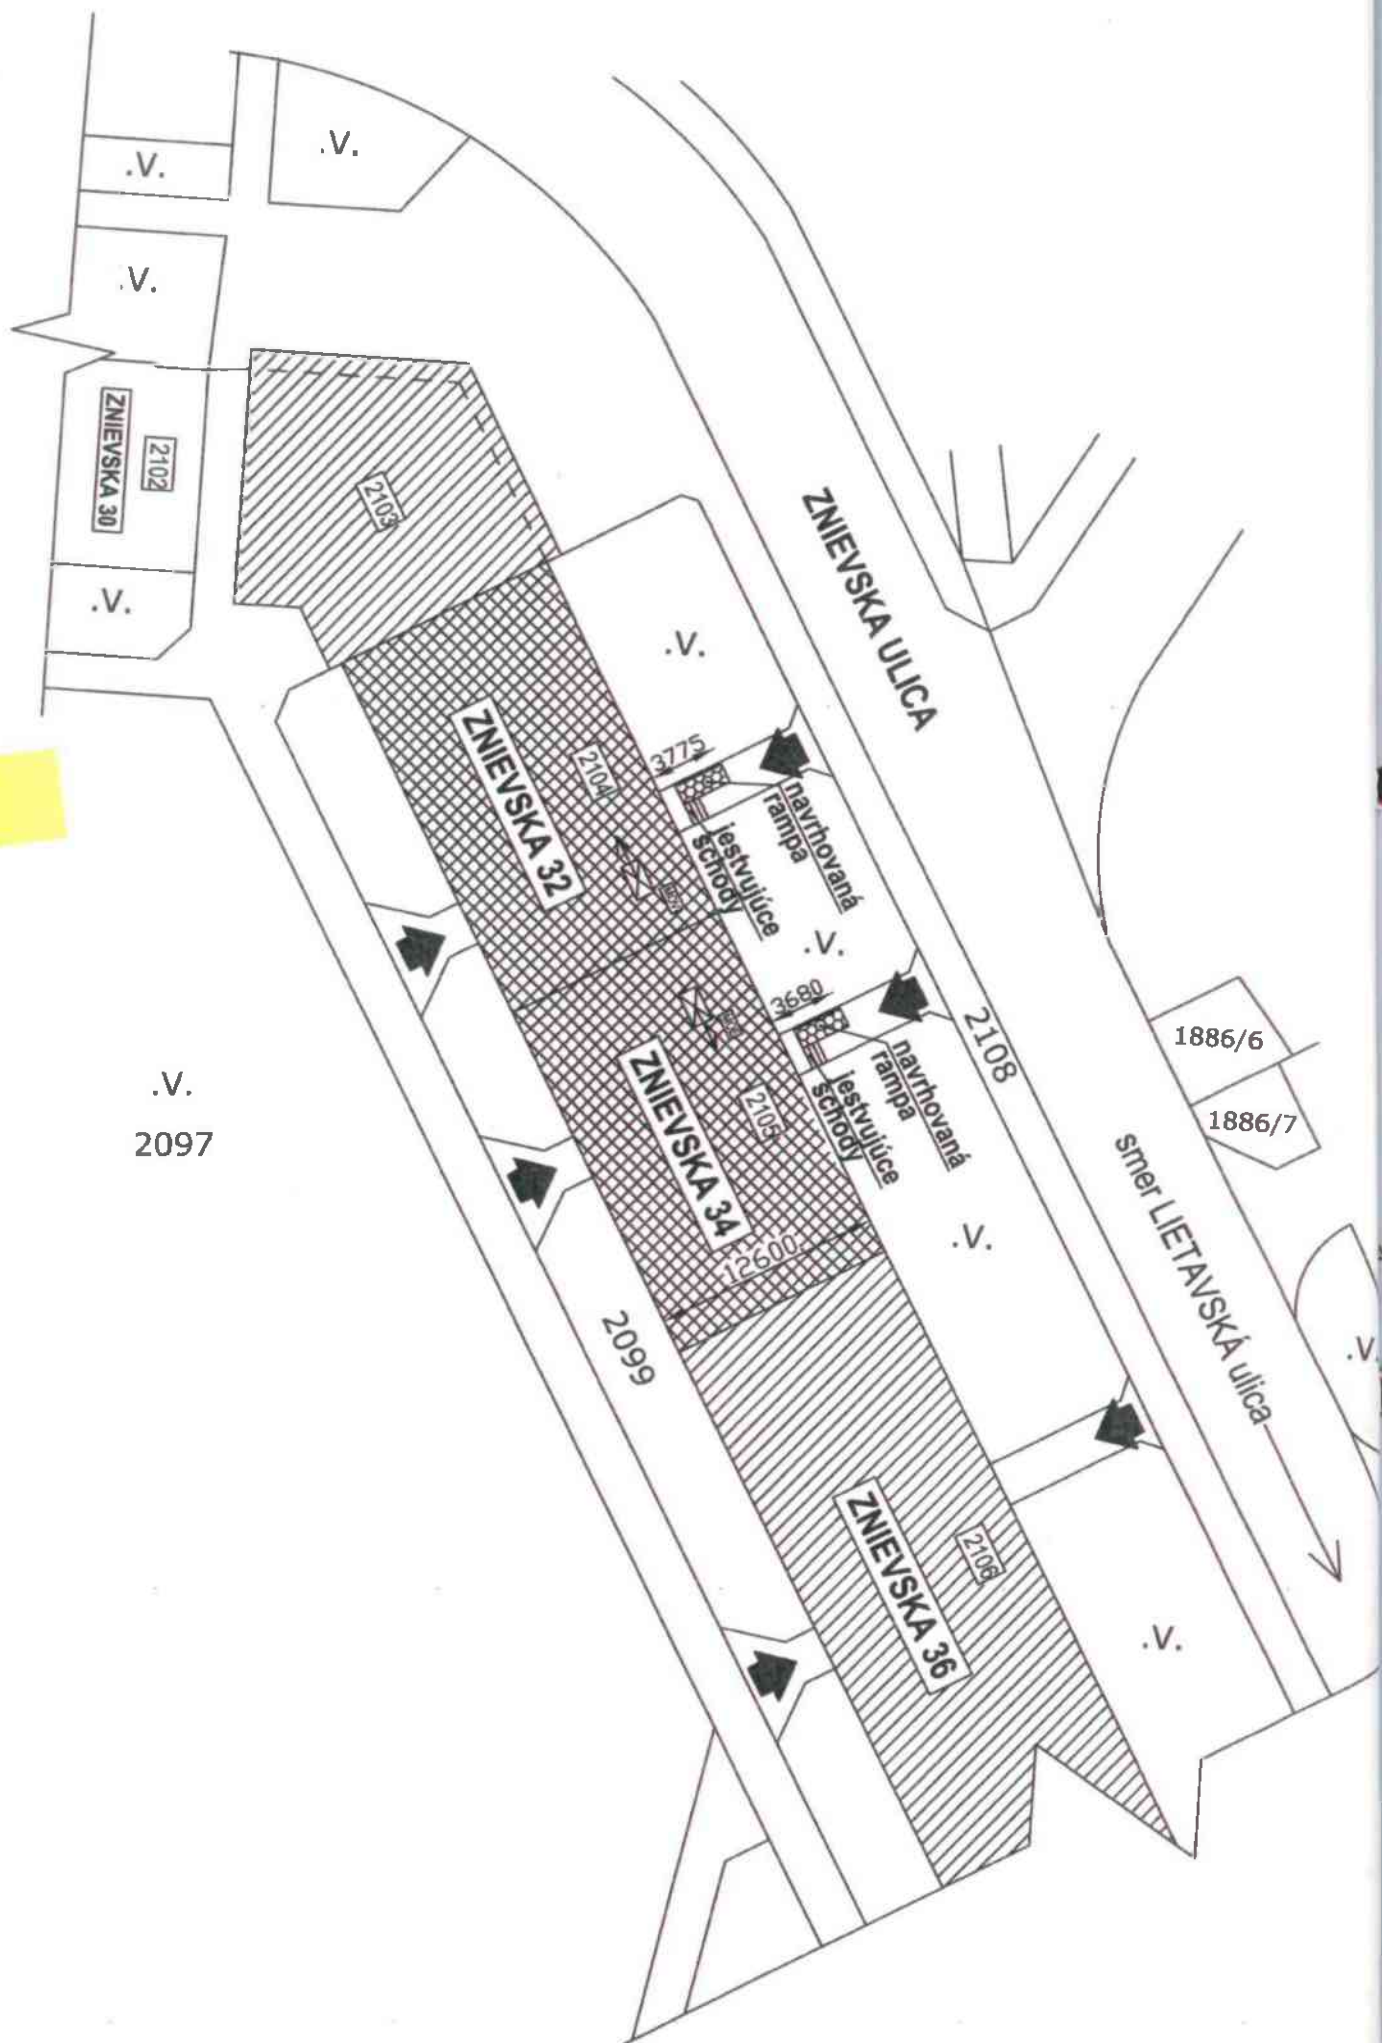 .V.
.V.
.V.
ZNIEVSKA 30
2102
.V.
2103
ZNIEVSKA ULICA
.V.
ZNIEVSKA 32
2104
3775
navrhovaná
rampa
jestvujúce
schody
.V.
ZNIEVSKA 34
2105
3680
navrhovaná
rampa
jestvujúce
schody
2108
1886/6
1886/7
.V.
2097
smer LIETAVSKÁ ulica
.V.
12600
2099
.V.
ZNIEVSKA 36
2106
.V.